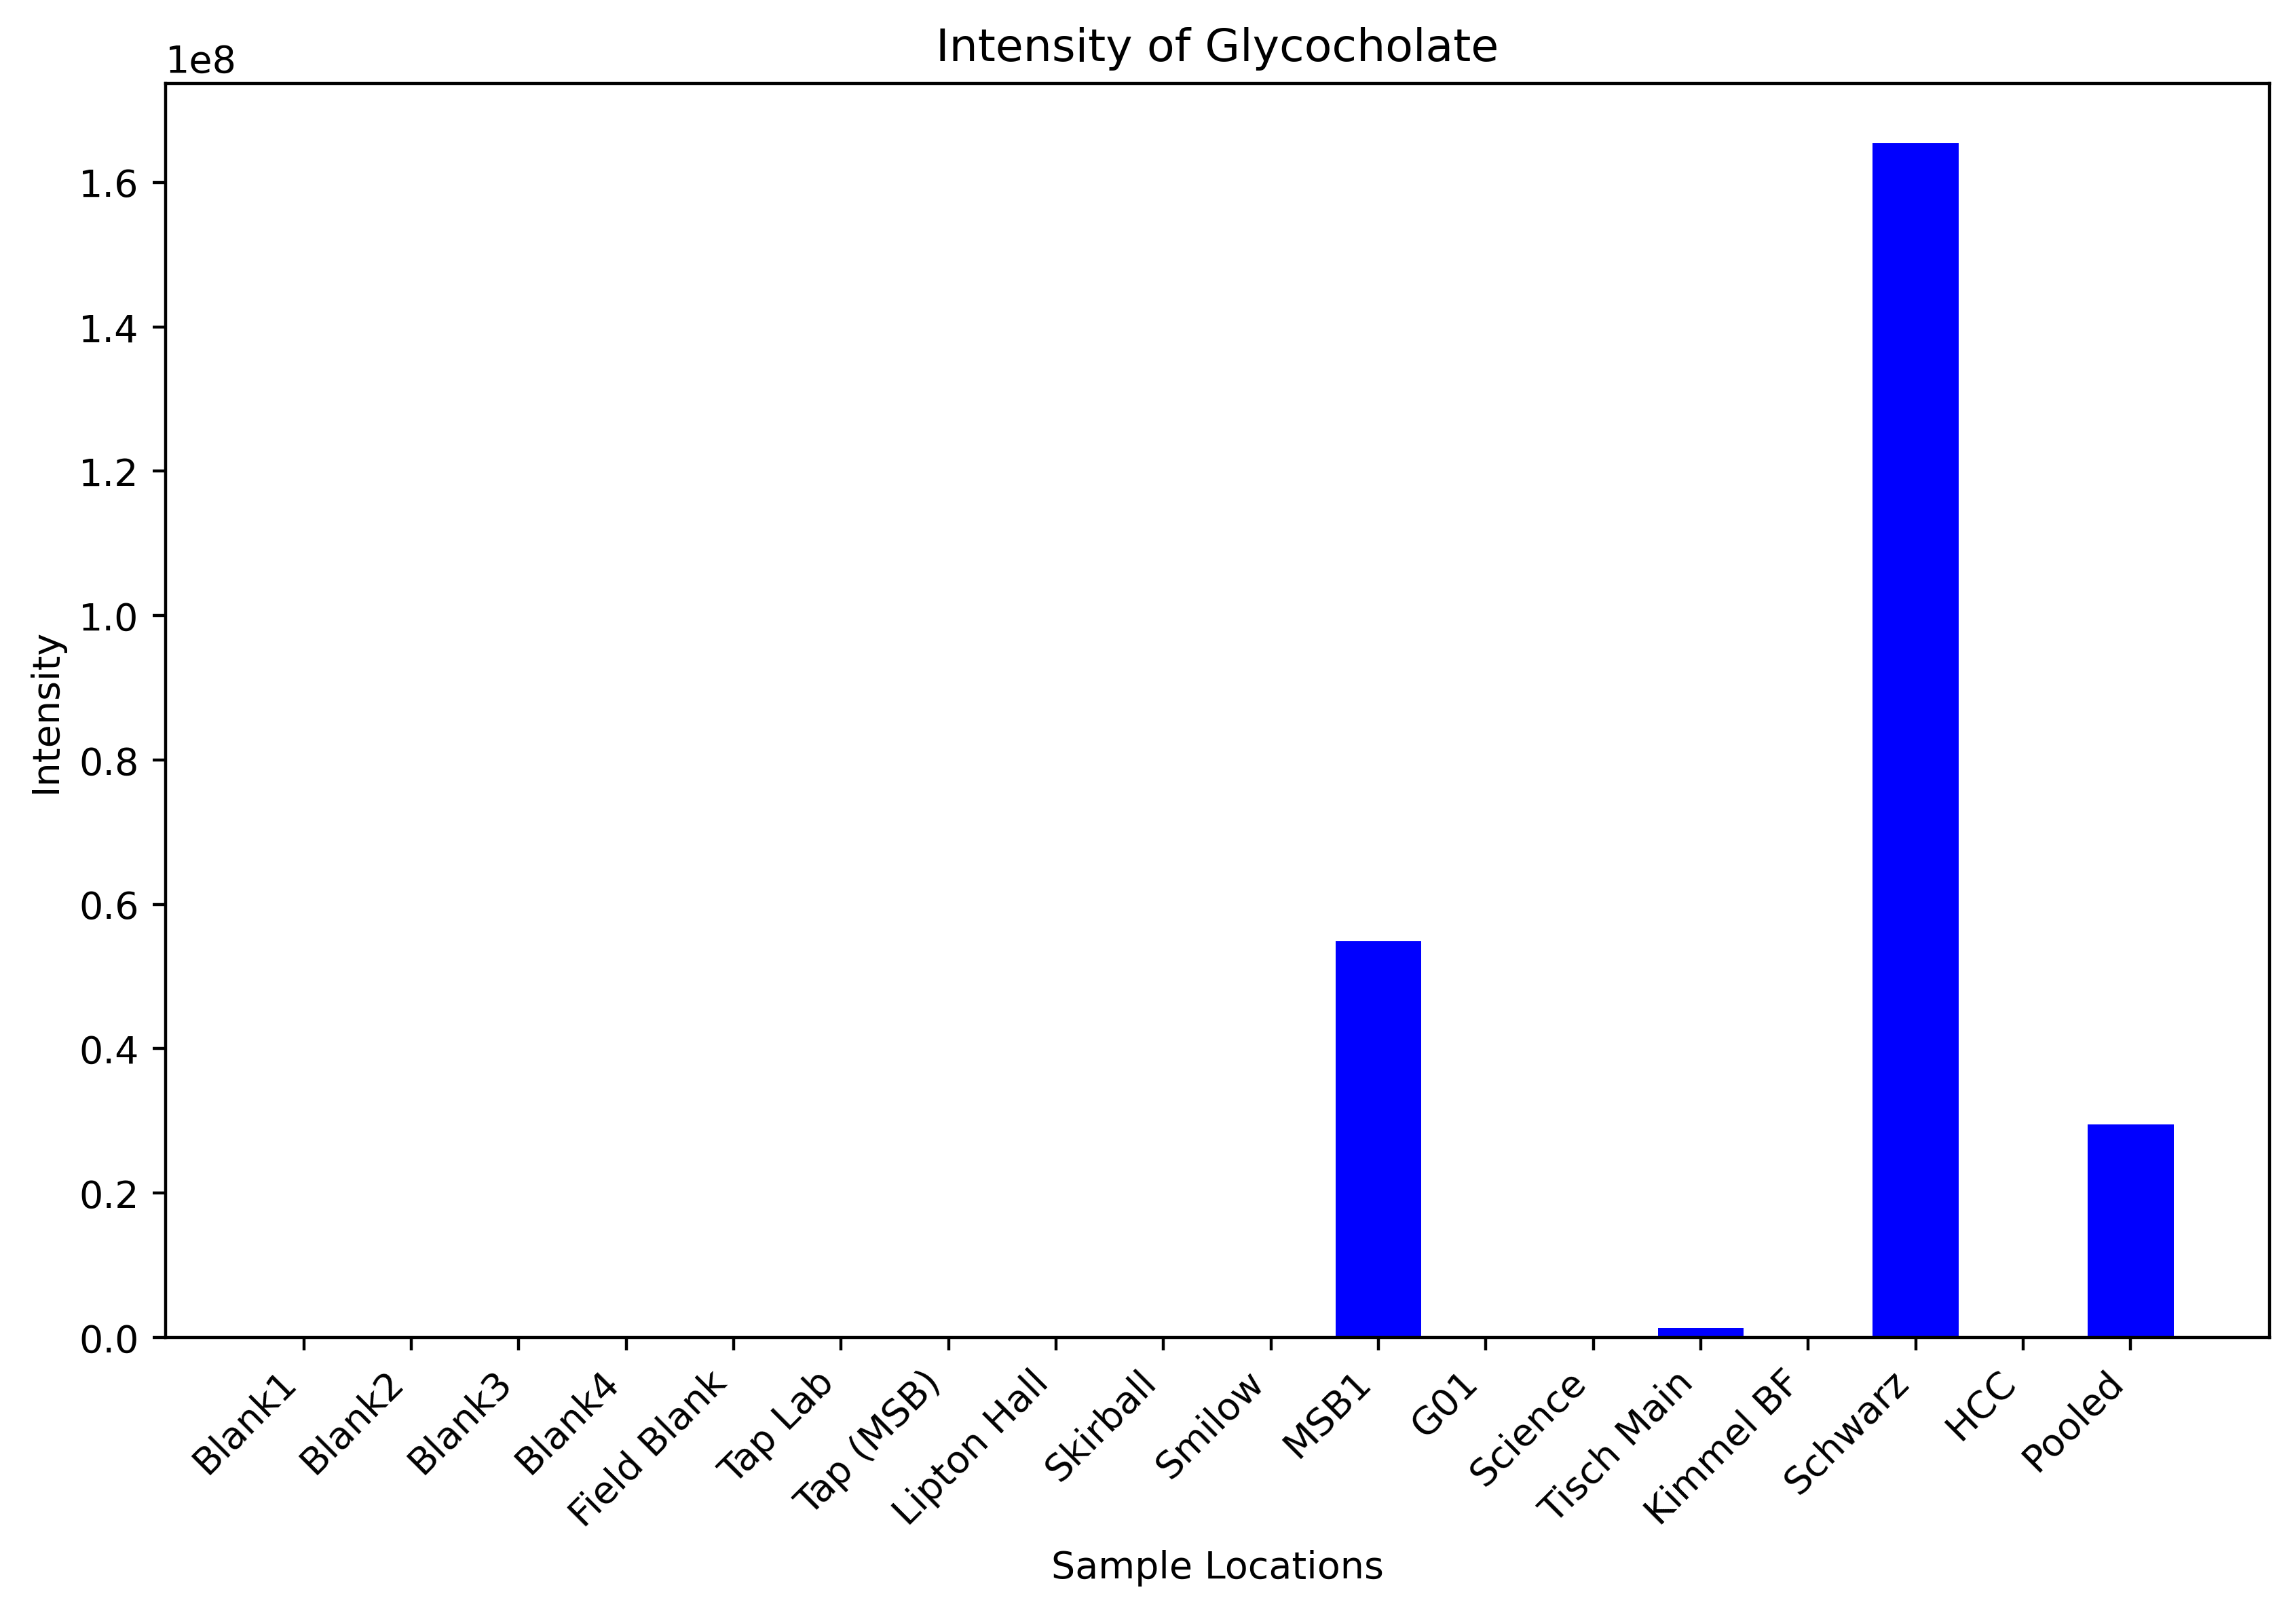 Intensity of Glycocholate
1e8
1.6
1.4
1.2
1.0
0.8
0.6
0.4
0.2
0.0
Intensity
Blank1
Blank2
Blank3
Blank4
Field Blank
Tap Lab
Tap (MSB)
Lipton Hall
Skirball
Smilow
MSB1
G01
Science
Tisch Main
Kimmel BF
Schwarz
HCC
Pooled
Sample Locations